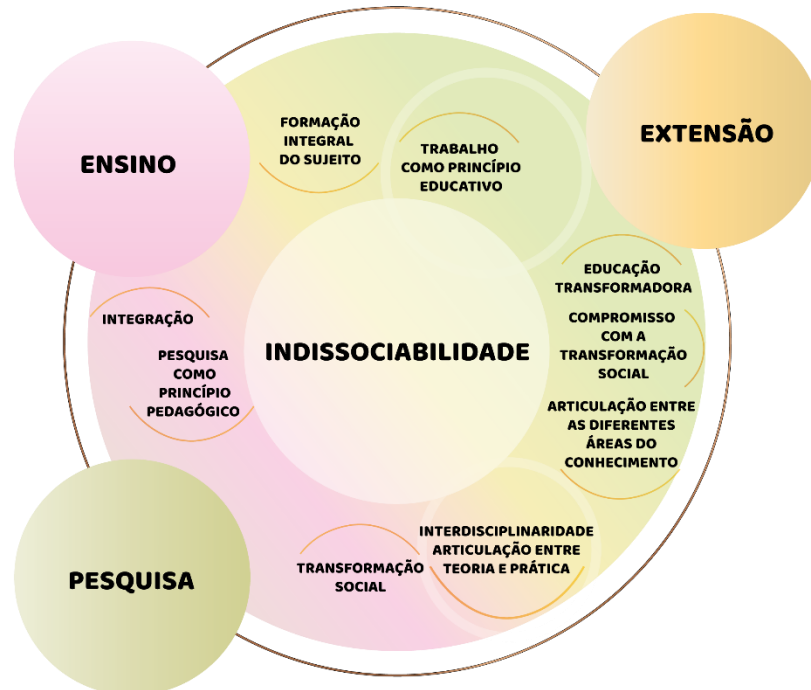 ENSINO
FORMAÇÃO
INTEGRAL
DO SUJEITO
TRABALHO
COMO PRINCÍPIO
EDUCATIVO
EXTENSÃO
INTEGRAÇÃO
PESQUISA
COMO
PRINCÍPIO
PEDAGÓGICO
INDISSOCIABILIDADE
EDUCAÇÃO
TRANSFORMADORA
COMPROMISSO
COM A
TRANSFORMAÇÃO
SOCIAL
ARTICULAÇÃO ENTRE
AS DIFERENTES
ÁREAS DO
CONHECIMENTO
PESQUISA
TRANSFORMAÇÃO
SOCIAL
INTERDISCIPLINARIDADE
ARTICULAÇÃO ENTRE
TEORIA E PRÁTICA